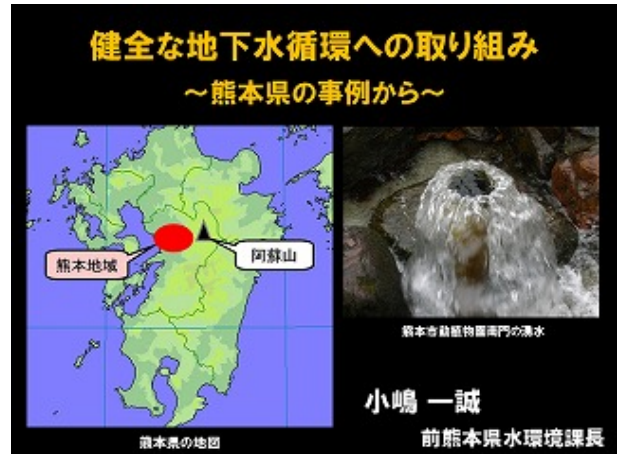 健全な地下水循環への取り組み
～熊本県の事例から～
熊本地域
阿蘇山
熊本市動植物園南門の湧水
熊本県の地図
小嶋 一誠
前熊本県水環境課長